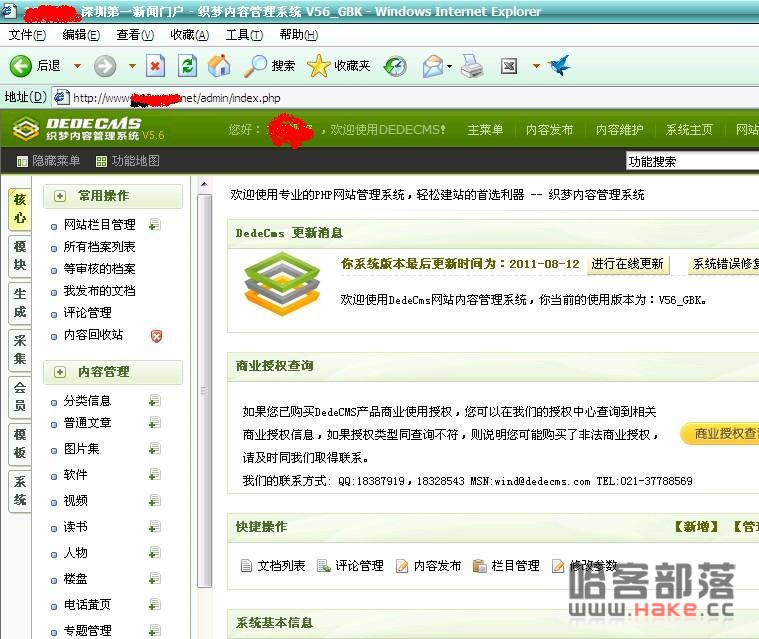 深圳第一新闻门户 - 织梦内容管理系统 V56_GBK - Windows Internet Explorer
文件(F) 编辑(E) 查看(V) 收藏(A) 工具(T) 帮助(H)
后退 搜索 收藏夹
地址(D) http://www. net/admin/index.php
DEDECMS
织梦内容管理系统 V5.6
您好： ，欢迎使用DEDECMS! 主菜单 内容发布 内容维护 系统主页 网站
隐藏菜单 功能地图 功能搜索
核心
模块
生成
采集
会员
模板
系统
常用操作
网站栏目管理
所有档案列表
等审核的档案
我发布的文档
评论管理
内容回收站
内容管理
分类信息
普通文章
图片集
软件
视频
读书
人物
楼盘
电话黄页
专题管理
欢迎使用专业的PHP网站管理系统，轻松建站的首选利器 -- 织梦内容管理系统
DedeCms 更新消息
你系统版本最后更新时间为：2011-08-12 进行在线更新 系统错误修复
欢迎使用DedeCms网站内容管理系统，你当前的使用版本为：V56_GBK。
商业授权查询
如果您已购买DedeCMS产品商业使用授权，您可以在我们的授权中心查询到相关
商业授权信息，如果授权类型同查询不符，则说明您可能购买了非法商业授权，
请及时同我们取得联系。
我们的联系方式: QQ:18387919，18328543 MSN:wind@dedecms.com TEL:021-37788569
商业授权查
快捷操作 【新增】 【管
文档列表 评论管理 内容发布 栏目管理 修改参数
系统基本信息
哈客部落
www.Hake.cc